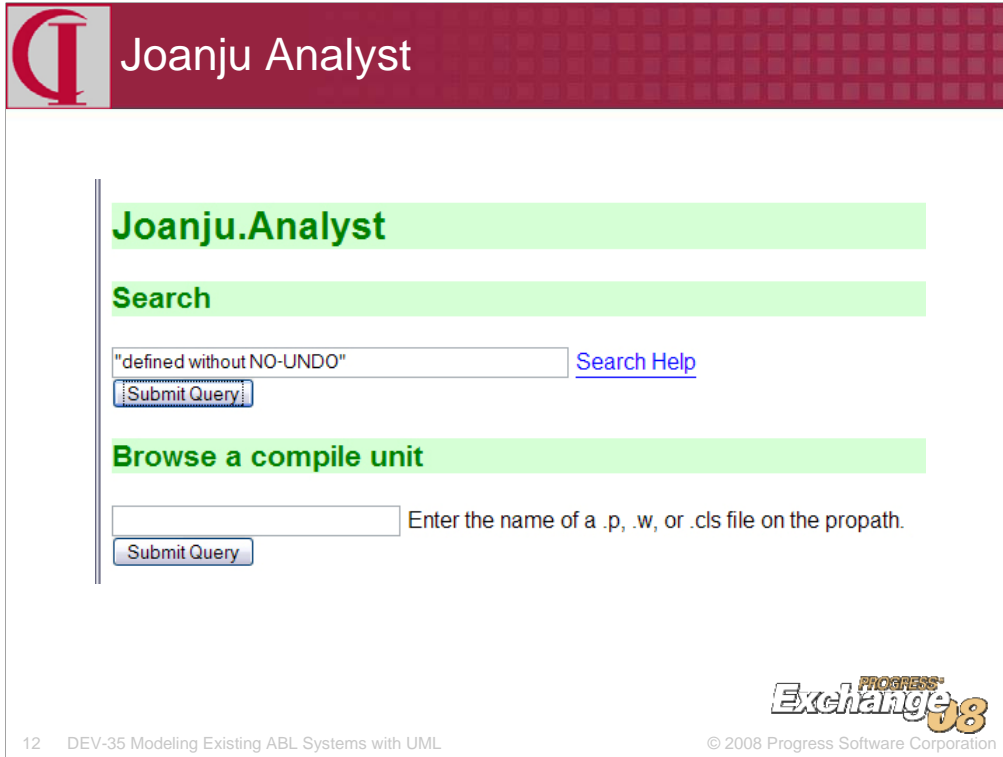 Joanju Analyst
Joanju.Analyst
Search
"defined without NO-UNDO" Search Help
Submit Query
Browse a compile unit
Enter the name of a .p, .w, or .cls file on the propath.
Submit Query
PROGRESS
Exchange 08
12 DEV-35 Modeling Existing ABL Systems with UML © 2008 Progress Software Corporation